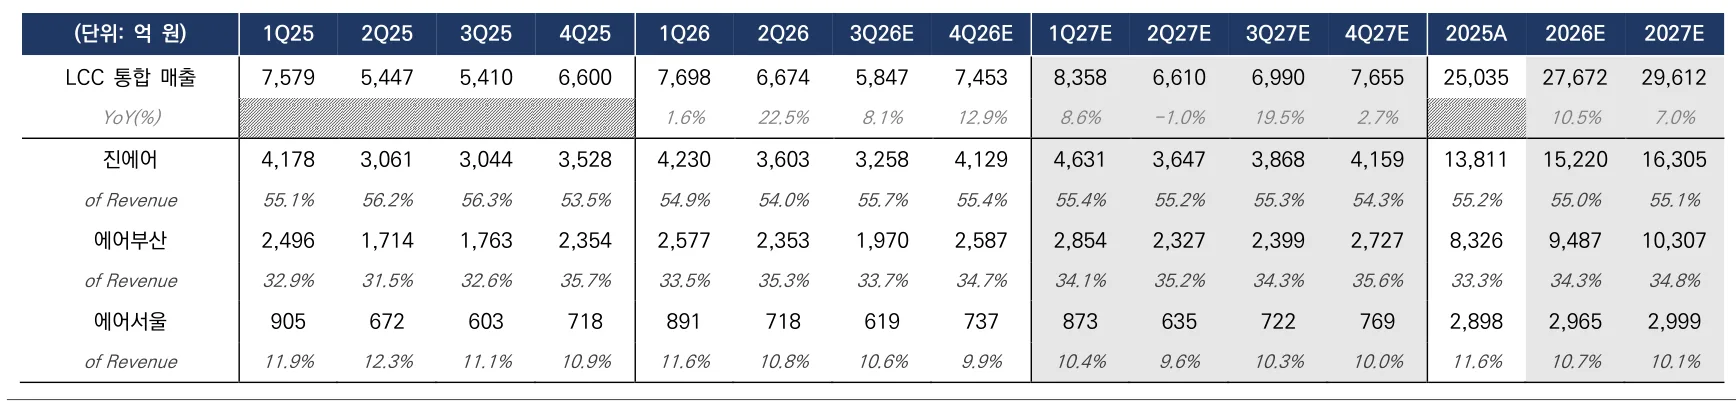 (단위: 억 원) 1Q25 2Q25 3Q25 4Q25 1Q26 2Q26 3Q26E 4Q26E 1Q27E 2Q27E 3Q27E 4Q27E 2025A 2026E 2027E
LCC 통합 매출 7,579 5,447 5,410 6,600 7,698 6,674 5,847 7,453 8,358 6,610 6,990 7,655 25,035 27,672 29,612
YoY(%) 1.6% 22.5% 8.1% 12.9% 8.6% -1.0% 19.5% 2.7% 10.5% 7.0%
진에어 4,178 3,061 3,044 3,528 4,230 3,603 3,258 4,129 4,631 3,647 3,868 4,159 13,811 15,220 16,305
of Revenue 55.1% 56.2% 56.3% 53.5% 54.9% 54.0% 55.7% 55.4% 55.4% 55.2% 55.3% 54.3% 55.2% 55.0% 55.1%
에어부산 2,496 1,714 1,763 2,354 2,577 2,353 1,970 2,587 2,854 2,327 2,399 2,727 8,326 9,487 10,307
of Revenue 32.9% 31.5% 32.6% 35.7% 33.5% 35.3% 33.7% 34.7% 34.1% 35.2% 34.3% 35.6% 33.3% 34.3% 34.8%
에어서울 905 672 603 718 891 718 619 737 873 635 722 769 2,898 2,965 2,999
of Revenue 11.9% 12.3% 11.1% 10.9% 11.6% 10.8% 10.6% 9.9% 10.4% 9.6% 10.3% 10.0% 11.6% 10.7% 10.1%